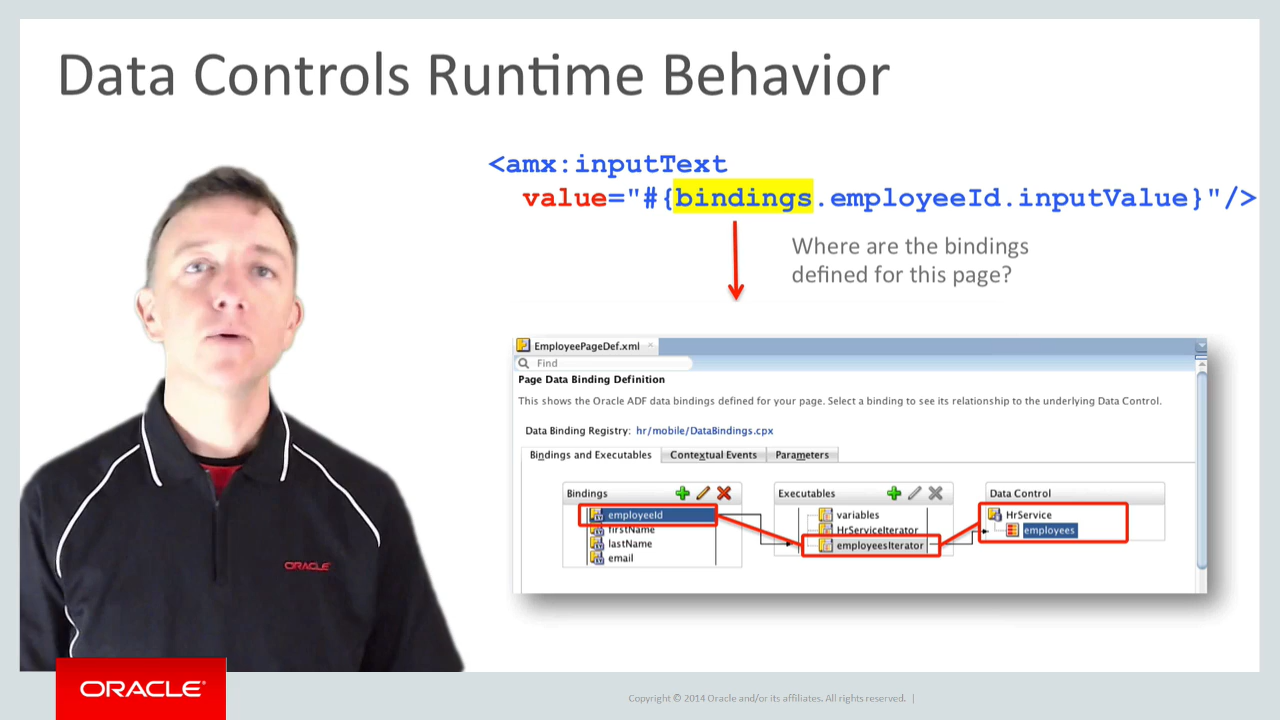 Data Controls Runtime Behavior
<amx:inputText
value="#{bindings.employeeId.inputValue}"/>
Where are the bindings
defined for this page?
EmployeePageDef.xml
Find
Page Data Binding Definition
This shows the Oracle ADF data bindings defined for your page. Select a binding to see its relationship to the underlying Data Control.
Data Binding Registry: hr/mobile/DataBindings.cpx
Bindings and Executables Contextual Events Parameters
Bindings Executables Data Control
employeeId variables HrService
firstName HrServiceIterator employees
lastName employeesIterator
email
ORACLE
ORACLE®
Copyright © 2014 Oracle and/or its affiliates. All rights reserved. |